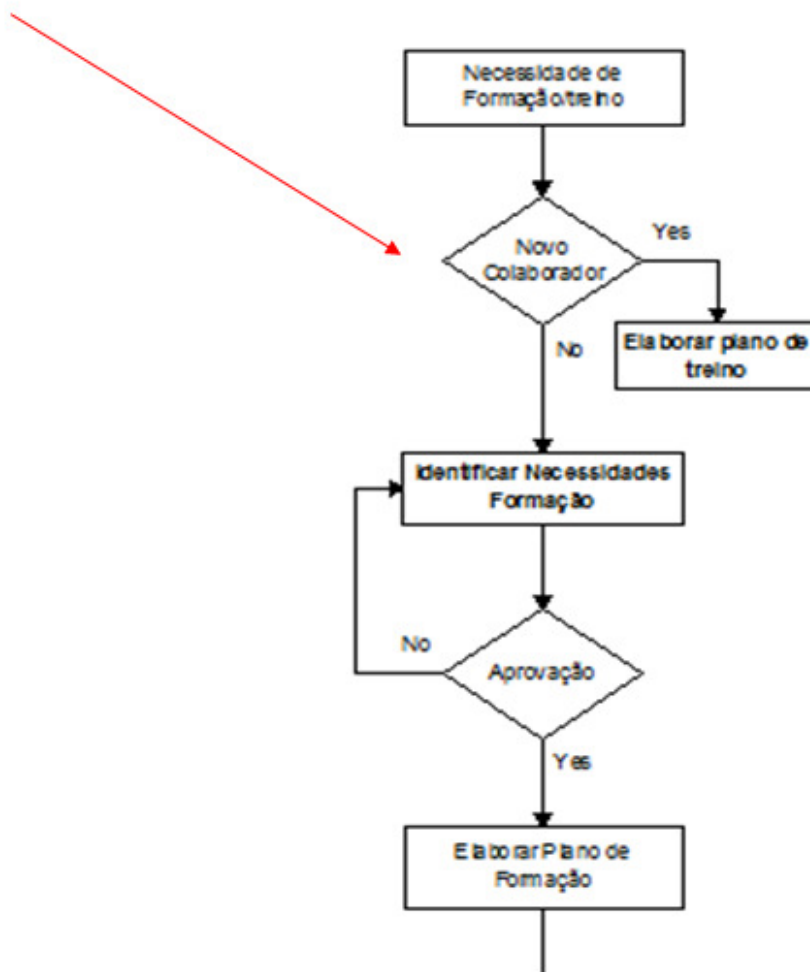 Necessidade de
Formação/treino
Novo
Colaborador
Yes
No
Elaborar plano de
treino
Identificar Necessidades
Formação
No
Aprovação
Yes
Elaborar Plano de
Formação